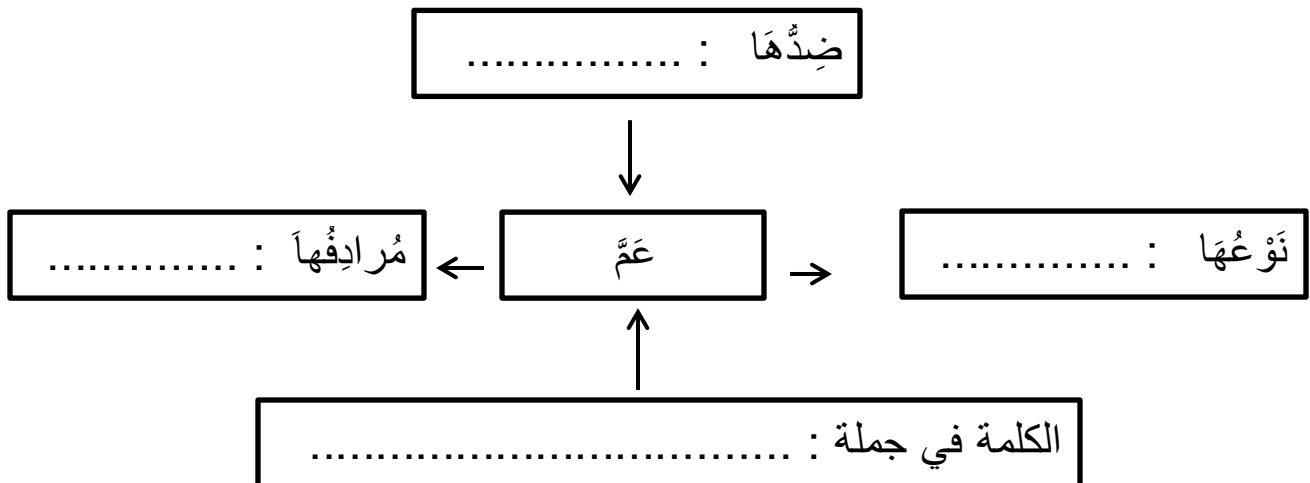 ضِدُّهَا : ................
نَوْعُهَا : ..............
عَمَّ
مُرادِفُهاَ : ..............
الكلمة في جملة : ....................................